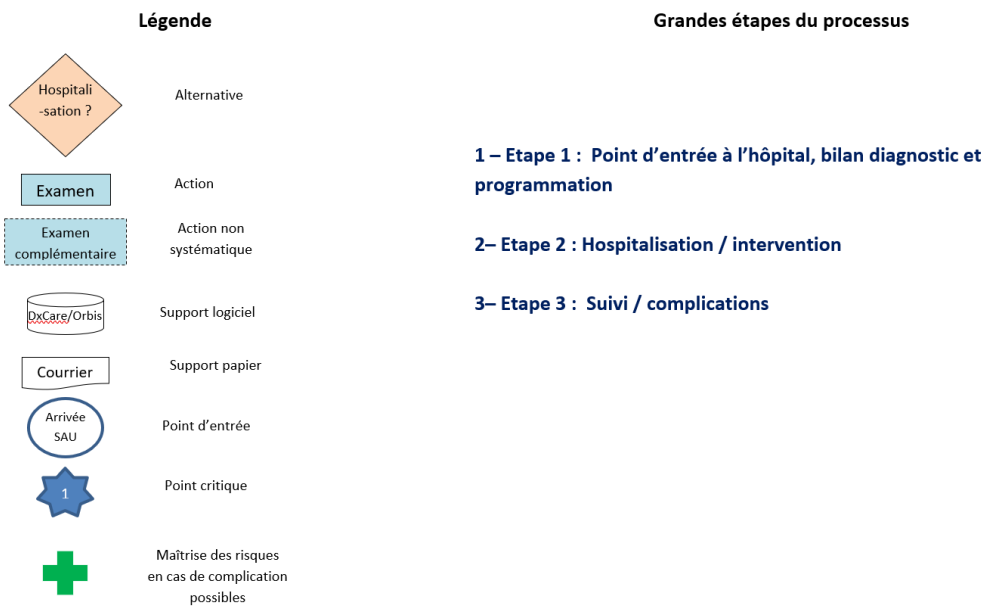 Légende
Hospitali
-sation ?
Alternative
Examen
Action
Examen
complémentaire
Action non
systématique
DxCare/Orbis
Support logiciel
Courrier
Support papier
Arrivée
SAU
Point d’entrée
1
Point critique
Maîtrise des risques
en cas de complication
possibles
Grandes étapes du processus
1 – Etape 1 : Point d’entrée à l’hôpital, bilan diagnostic et
programmation
2– Etape 2 : Hospitalisation / intervention
3– Etape 3 : Suivi / complications